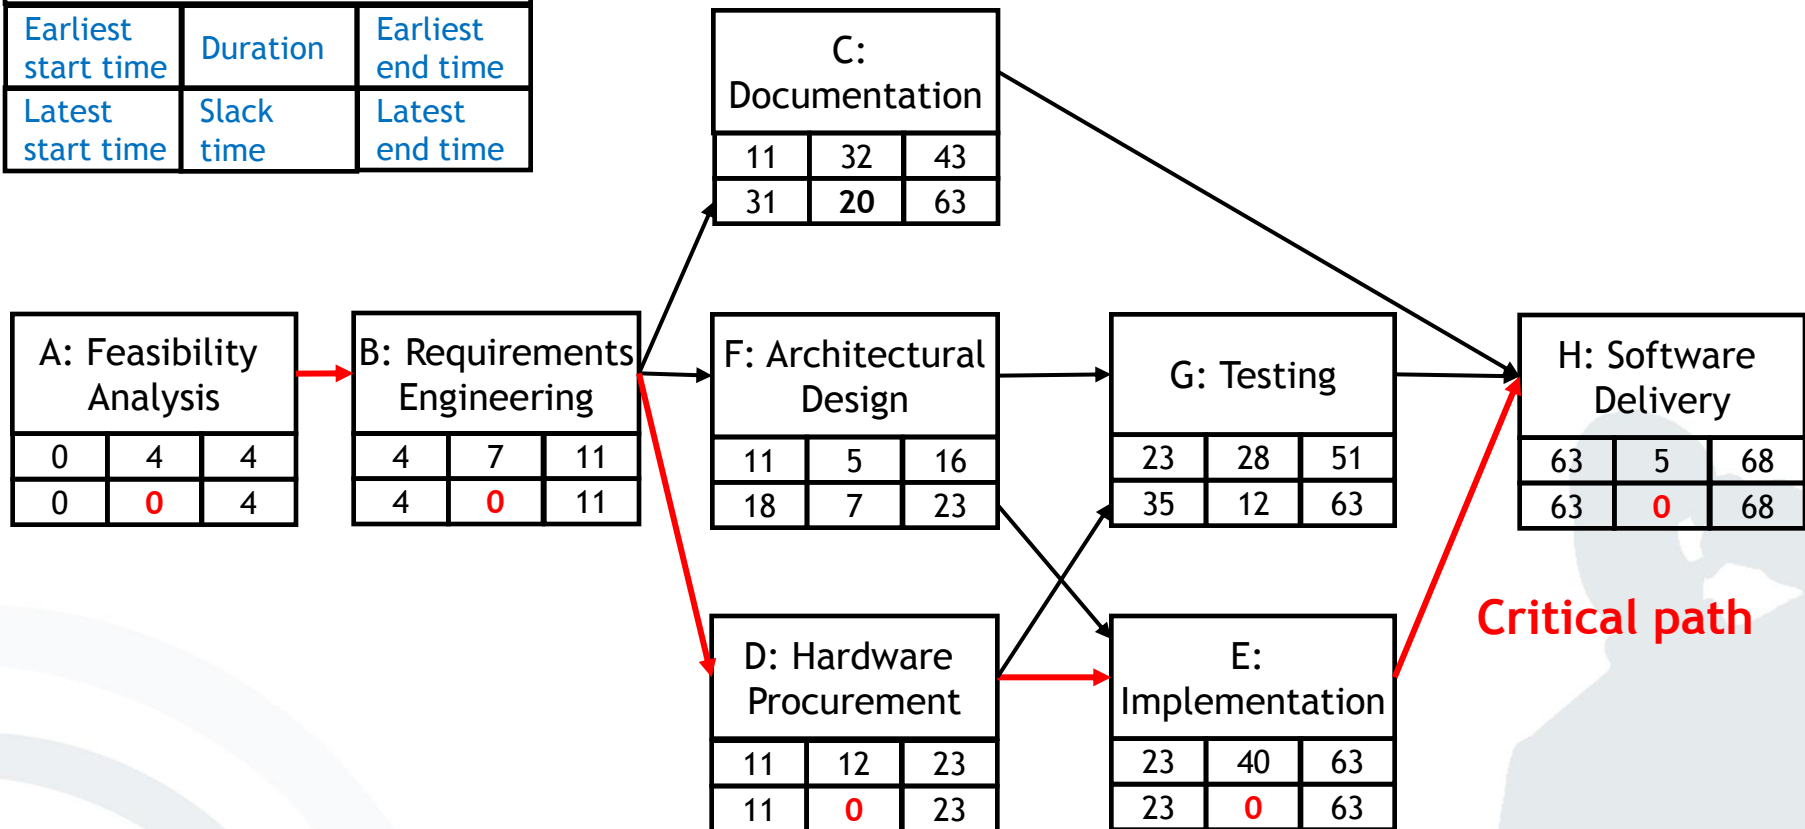 Earliest start time
Duration
Earliest end time
Latest start time
Slack time
Latest end time
C:
Documentation
11 32 43
31 20 63
A: Feasibility
Analysis
0 4 4
0 0 4
B: Requirements
Engineering
4 7 11
4 0 11
F: Architectural
Design
11 5 16
18 7 23
G: Testing
23 28 51
35 12 63
H: Software
Delivery
63 5 68
63 0 68
D: Hardware
Procurement
11 12 23
11 0 23
E:
Implementation
23 40 63
23 0 63
Critical path